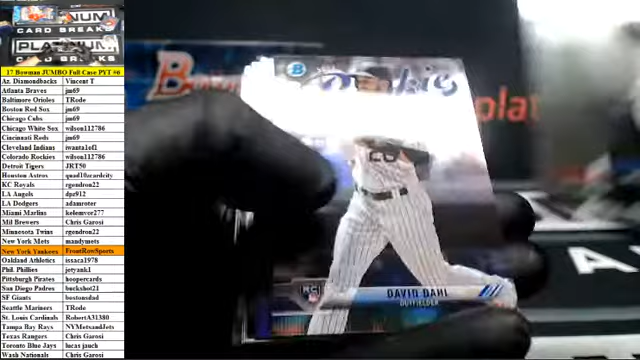 PLATINUM
CARD BREAKS
PLATINUM
CARD BREAKS
17 Bowman JUMBO Full Case PYT #6
Az. Diamondbacks Vincent T
Atlanta Braves jm69
Baltimore Orioles TRode
Boston Red Sox jm69
Chicago Cubs jm69
Chicago White Sox wilson112786
Cincinnati Reds jm69
Cleveland Indians iwanta1of1
Colorado Rockies wilson112786
Detroit Tigers JRT50
Houston Astros quad10cardcity
KC Royals rgendron22
LA Angels dpz912
LA Dodgers adamroter
Miami Marlins kelemvor277
Mil Brewers Chris Garosi
Minnesota Twins rgendron22
New York Mets mandymets
New York Yankees FrontRowSports
Oakland Athletics issaca1978
Phil. Phillies jetyank1
Pittsburgh Pirates hoopercards
San Diego Padres buckshot21
SF Giants bostonsdad
Seattle Mariners TRode
St. Louis Cardinals RobertA31380
Tampa Bay Rays NYMetsandJets
Texas Rangers Chris Garosi
Toronto Blue Jays lucas jauch
Wash Nationals Chris Garosi
B
RC
DAVID DAHL
OUTFIELDER
plat